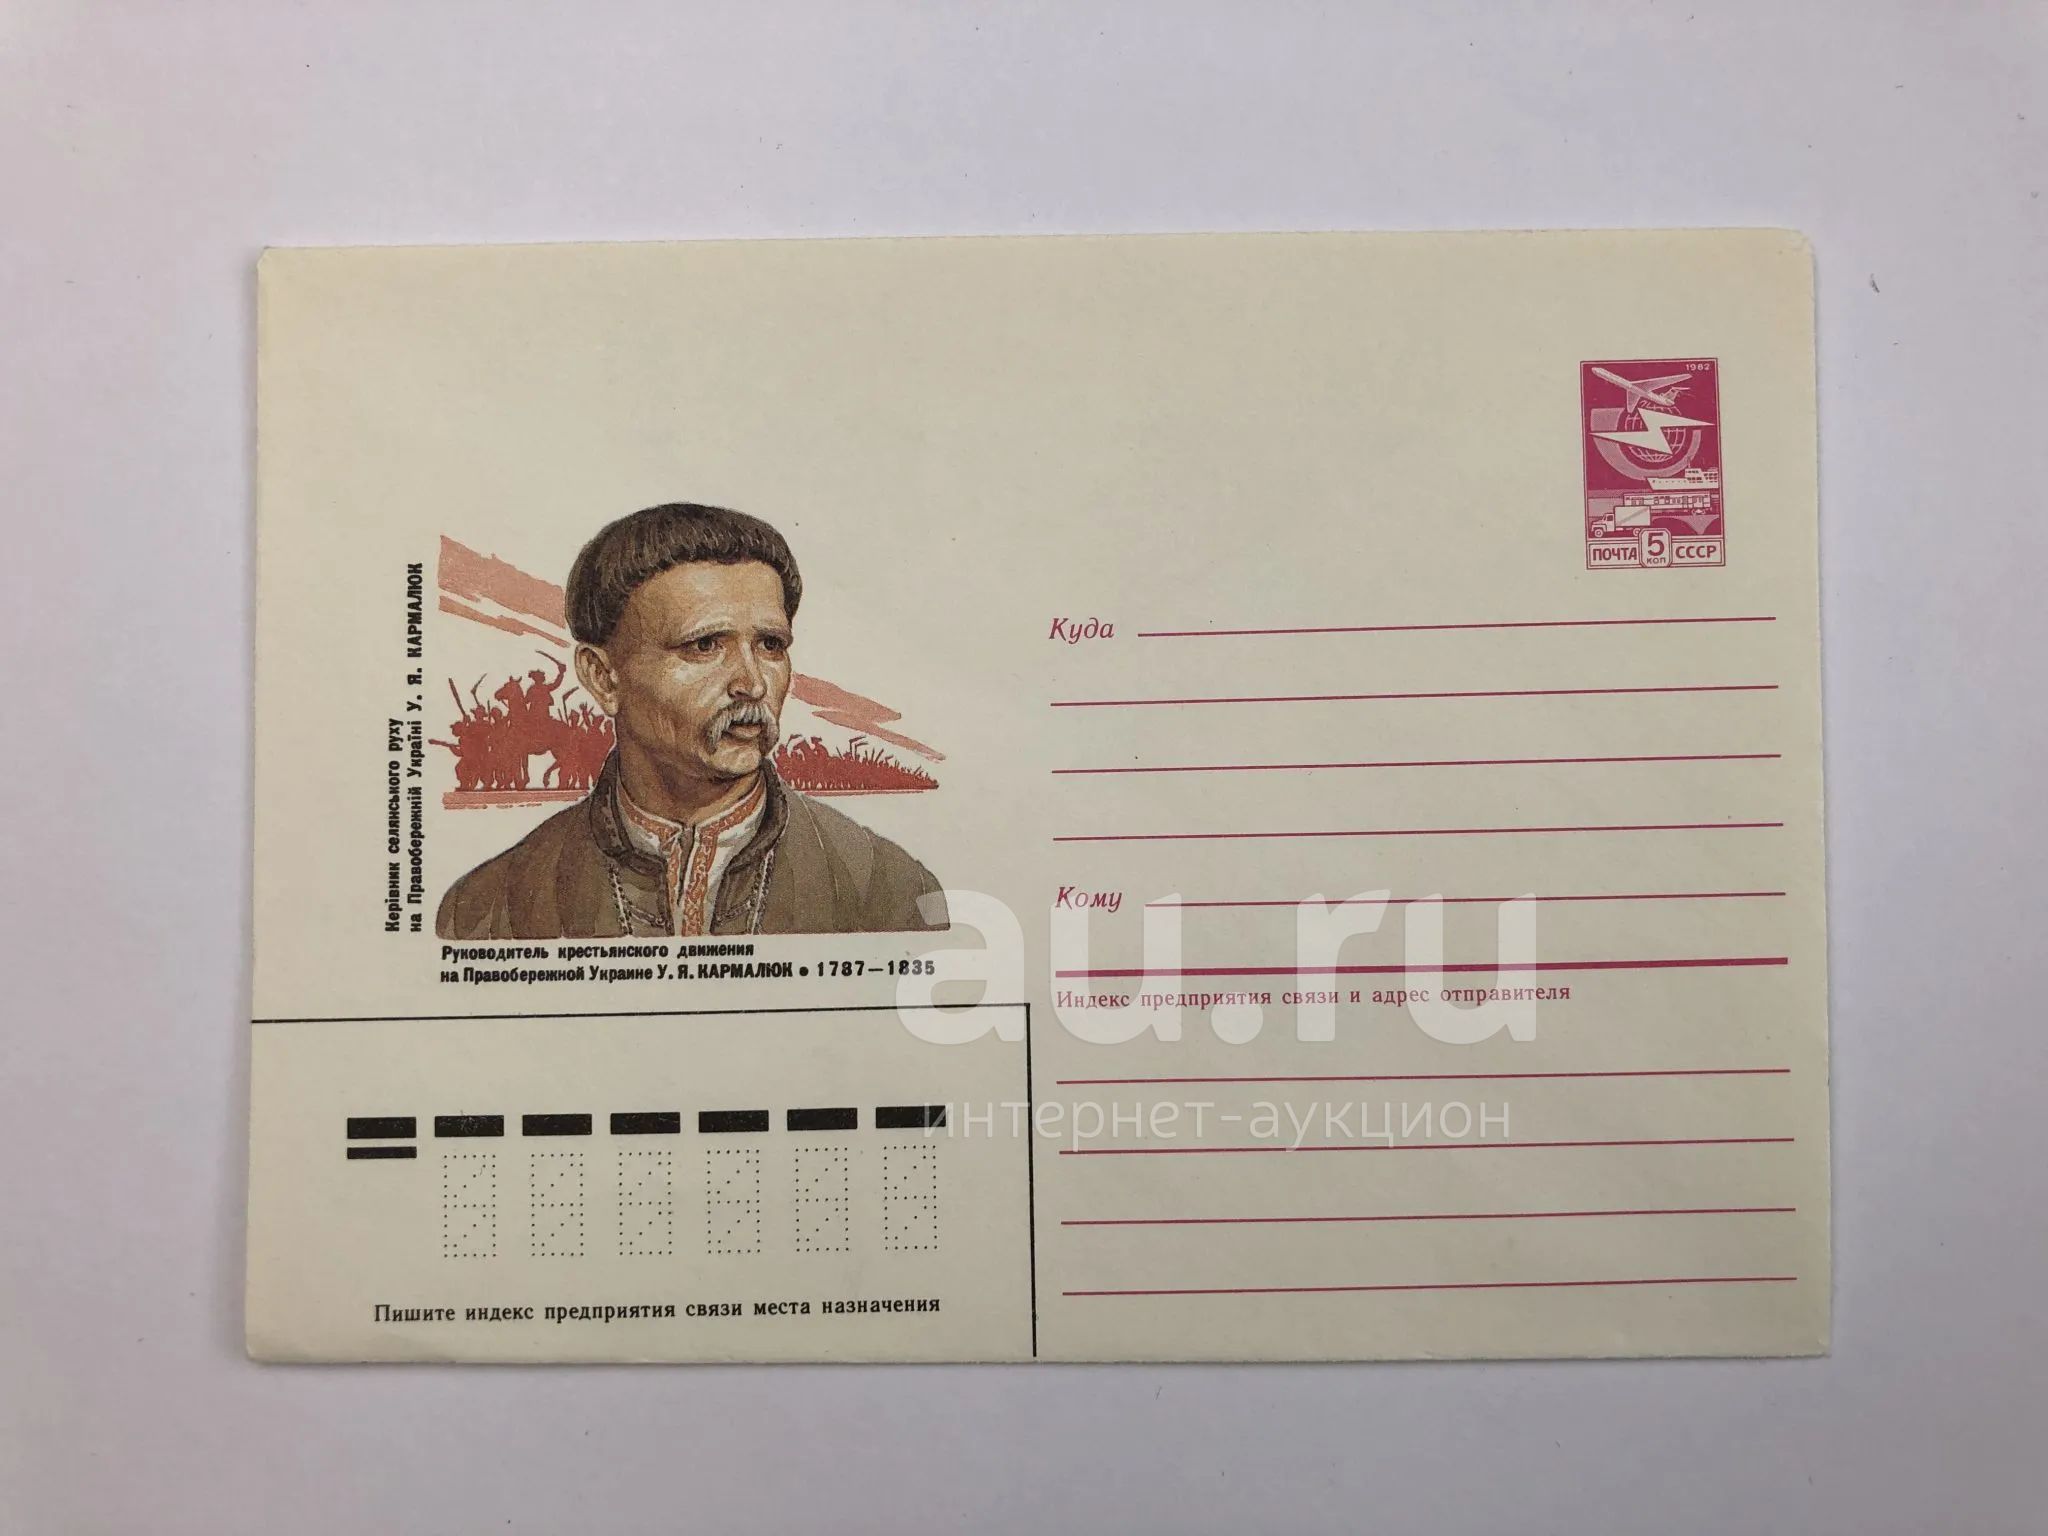 1982
ПОЧТА 5 КОП СССР
Керівник селянського руху
на Правобережній Україні У. Я. КАРМАЛЮК
Руководитель крестьянского движения
на Правобережной Украине У. Я. КАРМАЛЮК • 1787—1835
Куда
Кому
Индекс предприятия связи и адрес отправителя
Пишите индекс предприятия связи места назначения
au.ru
интернет-аукцион